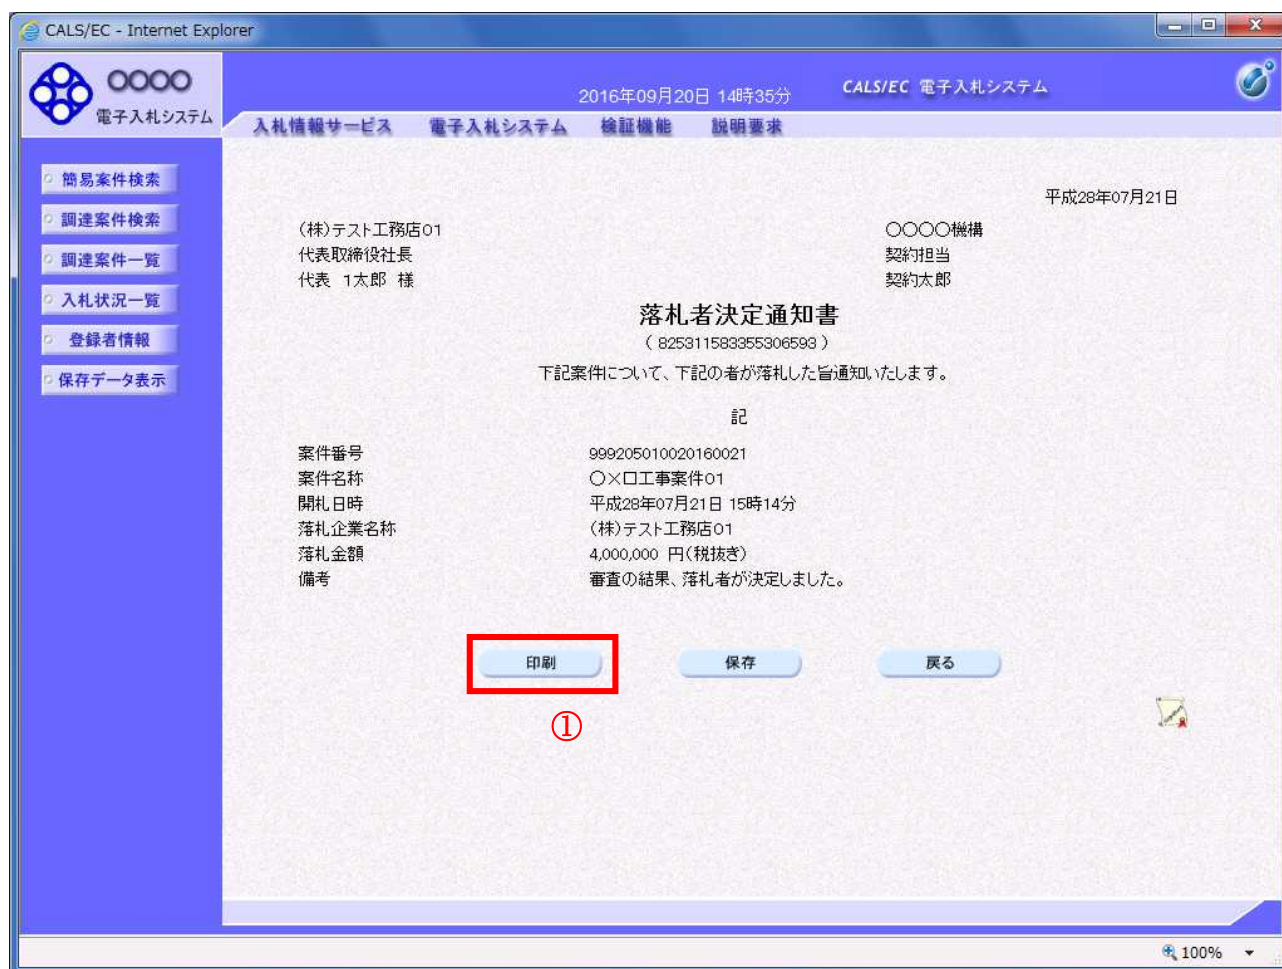 CALS/EC - Internet Explorer
○○○○
電子入札システム
2016年09月20日 14時35分
CALS/EC 電子入札システム
入札情報サービス 電子入札システム 検証機能 説明要求
簡易案件検索
調達案件検索
調達案件一覧
入札状況一覧
登録者情報
保存データ表示
平成28年07月21日
(株)テスト工務店01
代表取締役社長
代表 1太郎 様
○○○○機構
契約担当
契約太郎
落札者決定通知書
( 825311583355306593 )
下記案件について、下記の者が落札した旨通知いたします。
記
案件番号 999205010020160021
案件名称 ○×口工事案件01
開札日時 平成28年07月21日 15時14分
落札企業名称 (株)テスト工務店01
落札金額 4,000,000 円(税抜き)
備考 審査の結果、落札者が決定しました。
印刷 保存 戻る
①
100%